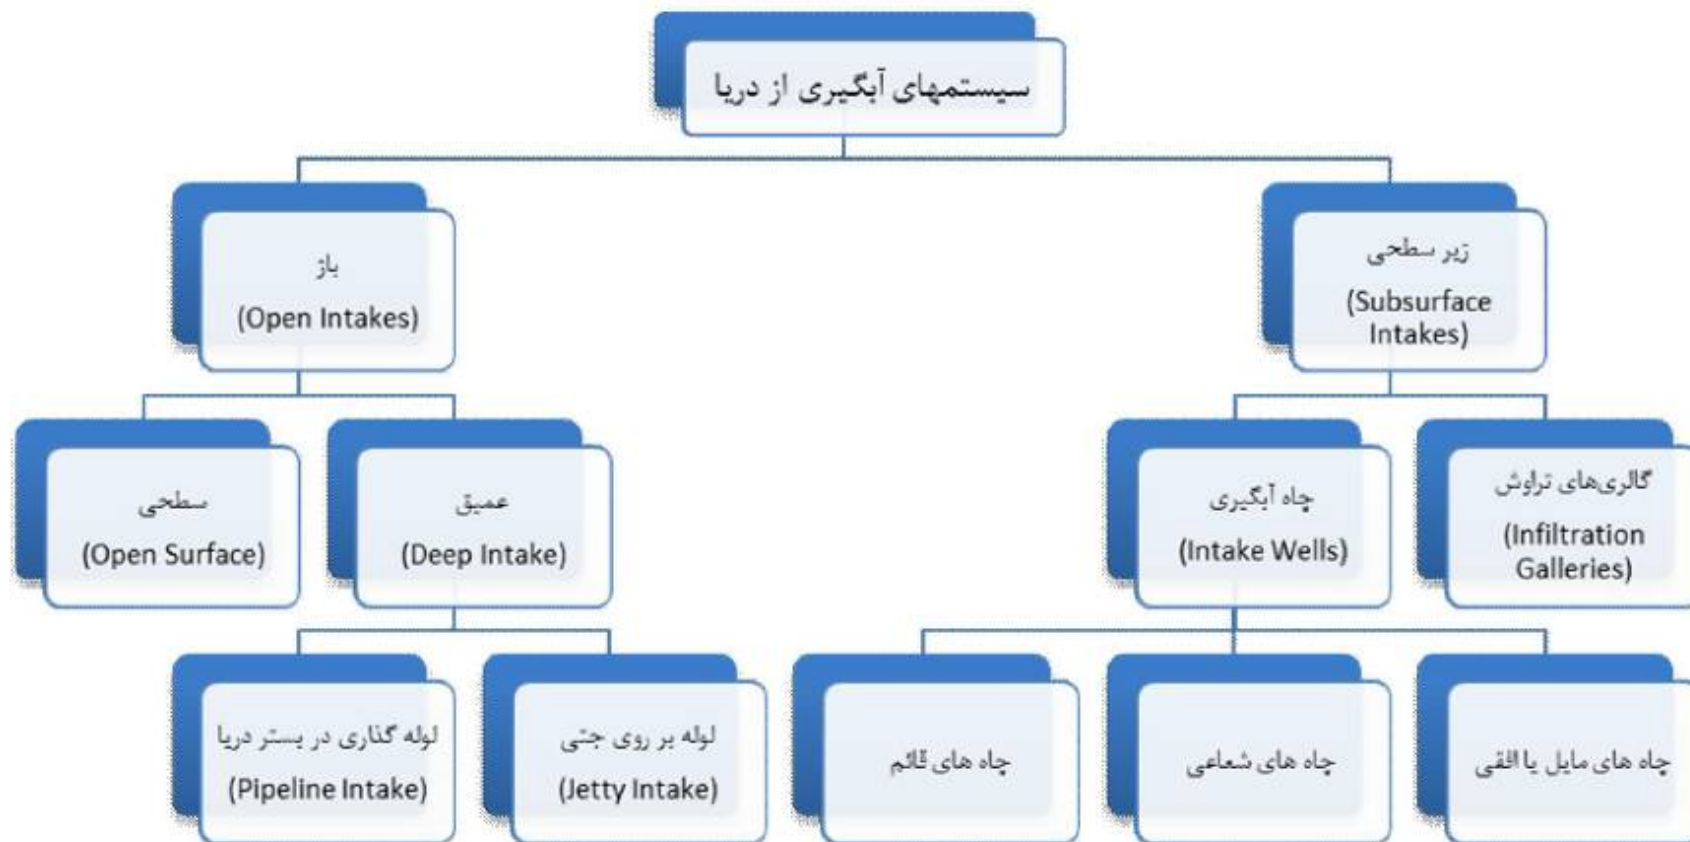 سیستمهای آبگیری از دریا
باز
(Open Intakes)
زیر سطحی
(Subsurface
Intakes)
سطحی
(Open Surface)
عمیق
(Deep Intake)
چاه آبگیری
(Intake Wells)
گالری‌های تراوش
(Infiltration
Galleries)
لوله گذاری در بستر دریا
(Pipeline Intake)
لوله بر روی جتی
(Jetty Intake)
چاه های قائم
چاه های شعاعی
چاه های مایل یا افقی